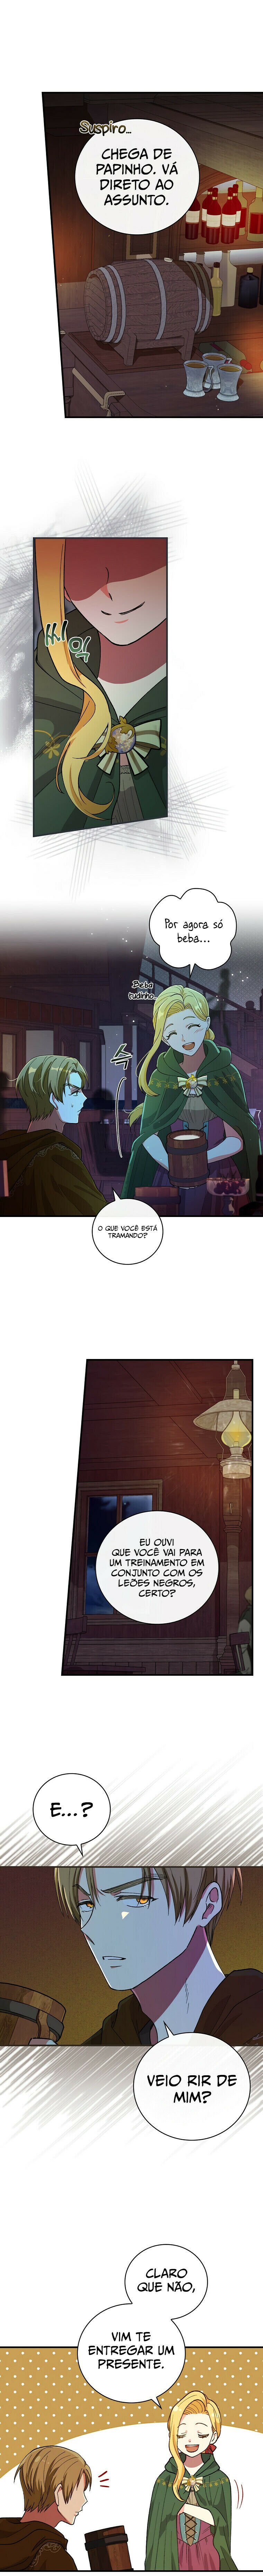 Suspiro...
CHEGA DE
PAPINHO. VÁ
DIRETO AO
ASSUNTO.
Por agora só
beba...
Beba
tudinho...
O QUE VOCÊ ESTÁ
TRAMANDO?
EU OUVI
QUE VOCÊ VAI PARA
UM TREINAMENTO EM
CONJUNTO COM OS
LEÕES NEGROS,
CERTO?
E...?
VEIO RIR DE
MIM?
CLARO
QUE NÃO,
VIM TE
ENTREGAR UM
PRESENTE.